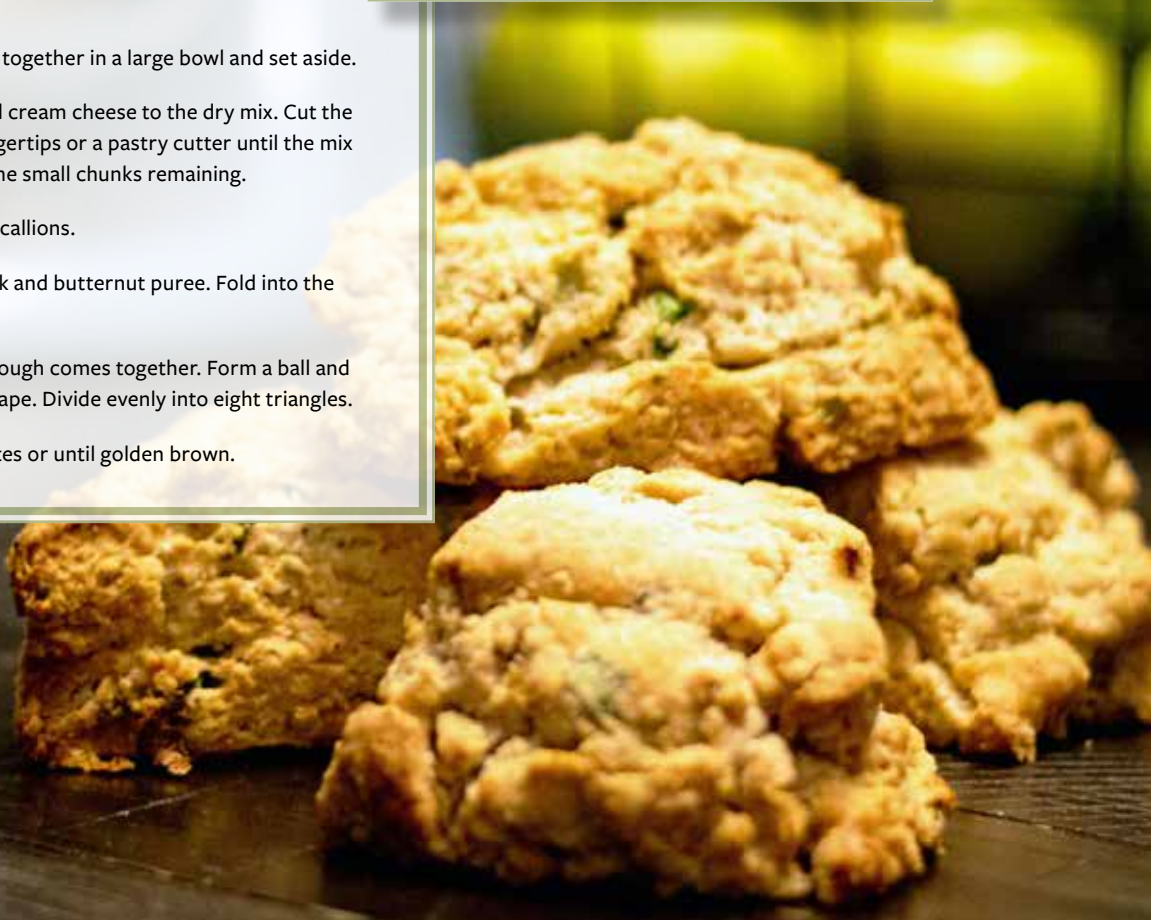 together in a large bowl and set aside.
cream cheese to the dry mix. Cut the
gertips or a pastry cutter until the mix
small chunks remaining.
callions.
k and butternut puree. Fold into the
ough comes together. Form a ball and
ape. Divide evenly into eight triangles.
es or until golden brown.